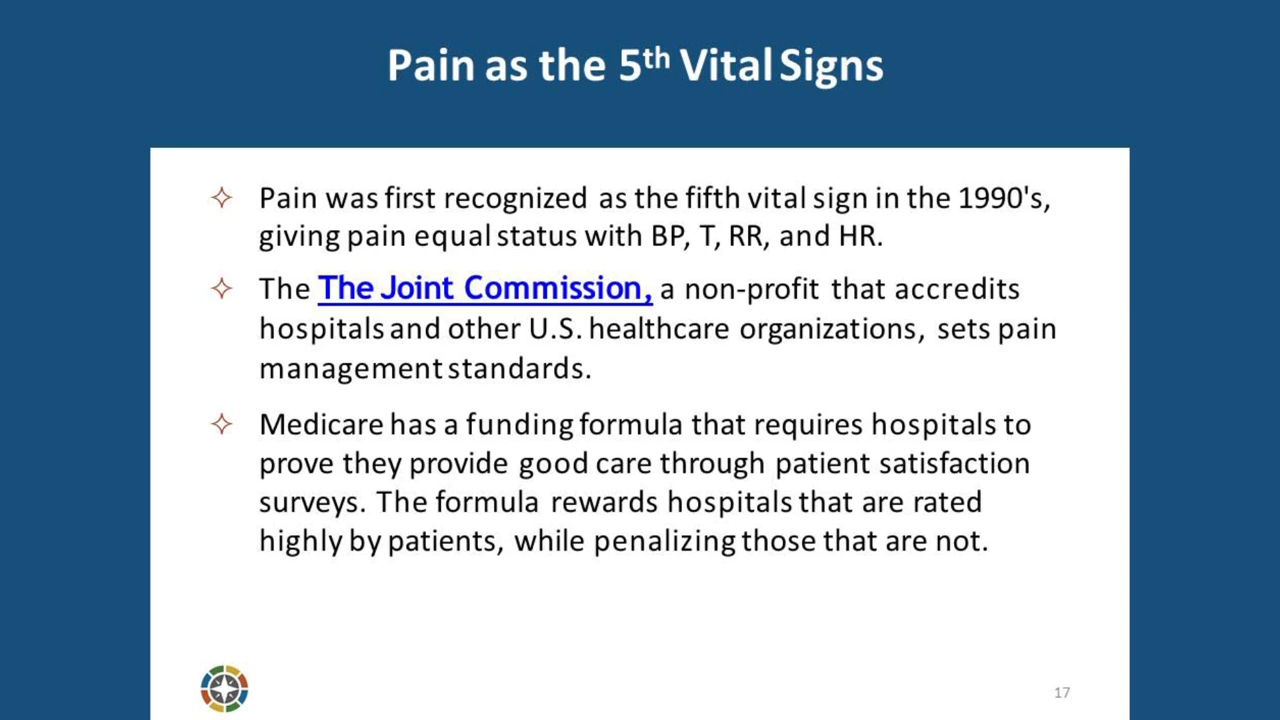 Pain as the 5th Vital Signs
Pain was first recognized as the fifth vital sign in the 1990's,
giving pain equal status with BP, T, RR, and HR.
The The Joint Commission, a non-profit that accredits
hospitals and other U.S. healthcare organizations, sets pain
management standards.
Medicare has a funding formula that requires hospitals to
prove they provide good care through patient satisfaction
surveys. The formula rewards hospitals that are rated
highly by patients, while penalizing those that are not.
17